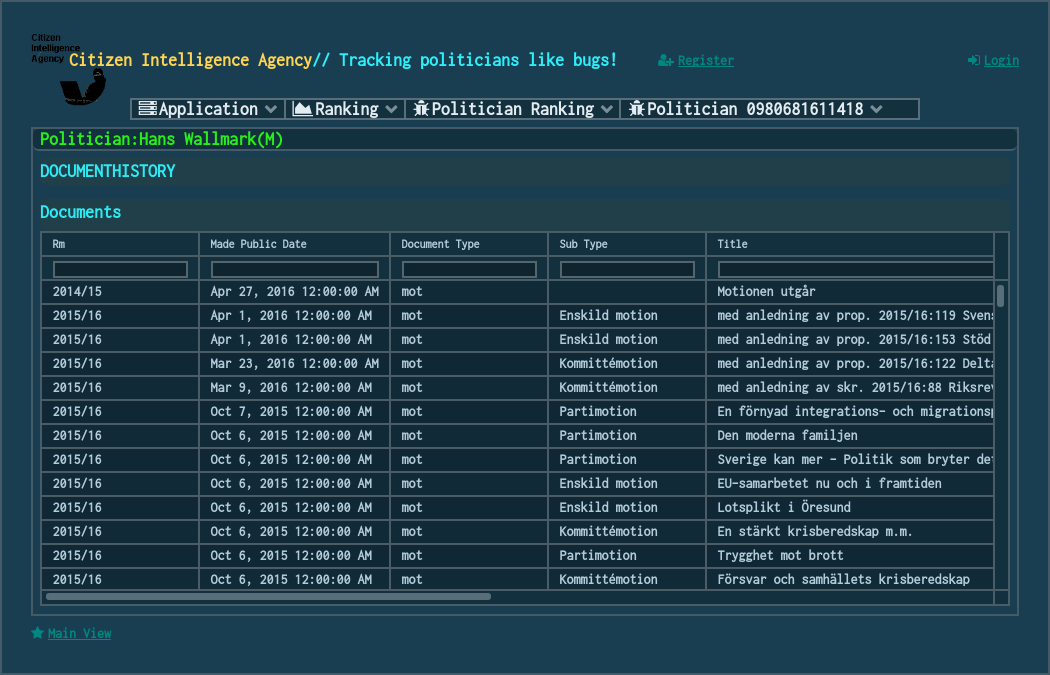 Citizen
Intelligence
Agency
Citizen Intelligence Agency// Tracking politicians like bugs!
Register
Login
Application Ranking Politician Ranking Politician 0980681611418
Politician:Hans Wallmark(M)
DOCUMENTHISTORY
Documents
Rm Made Public Date Document Type Sub Type Title
2014/15 Apr 27, 2016 12:00:00 AM mot Motionen utgår
2015/16 Apr 1, 2016 12:00:00 AM mot Enskild motion med anledning av prop. 2015/16:119 Svens
2015/16 Apr 1, 2016 12:00:00 AM mot Enskild motion med anledning av prop. 2015/16:153 Stöd
2015/16 Mar 23, 2016 12:00:00 AM mot Kommittémotion med anledning av prop. 2015/16:122 Delta
2015/16 Mar 9, 2016 12:00:00 AM mot Kommittémotion med anledning av skr. 2015/16:88 Riksrev
2015/16 Oct 7, 2015 12:00:00 AM mot Partimotion En förnyad integrations- och migrationsp
2015/16 Oct 6, 2015 12:00:00 AM mot Partimotion Den moderna familjen
2015/16 Oct 6, 2015 12:00:00 AM mot Partimotion Sverige kan mer – Politik som bryter det
2015/16 Oct 6, 2015 12:00:00 AM mot Enskild motion EU-samarbetet nu och i framtiden
2015/16 Oct 6, 2015 12:00:00 AM mot Enskild motion Lotsplikt i Öresund
2015/16 Oct 6, 2015 12:00:00 AM mot Kommittémotion En stärkt krisberedskap m.m.
2015/16 Oct 6, 2015 12:00:00 AM mot Partimotion Trygghet mot brott
2015/16 Oct 6, 2015 12:00:00 AM mot Kommittémotion Försvar och samhällets krisberedskap
Main View